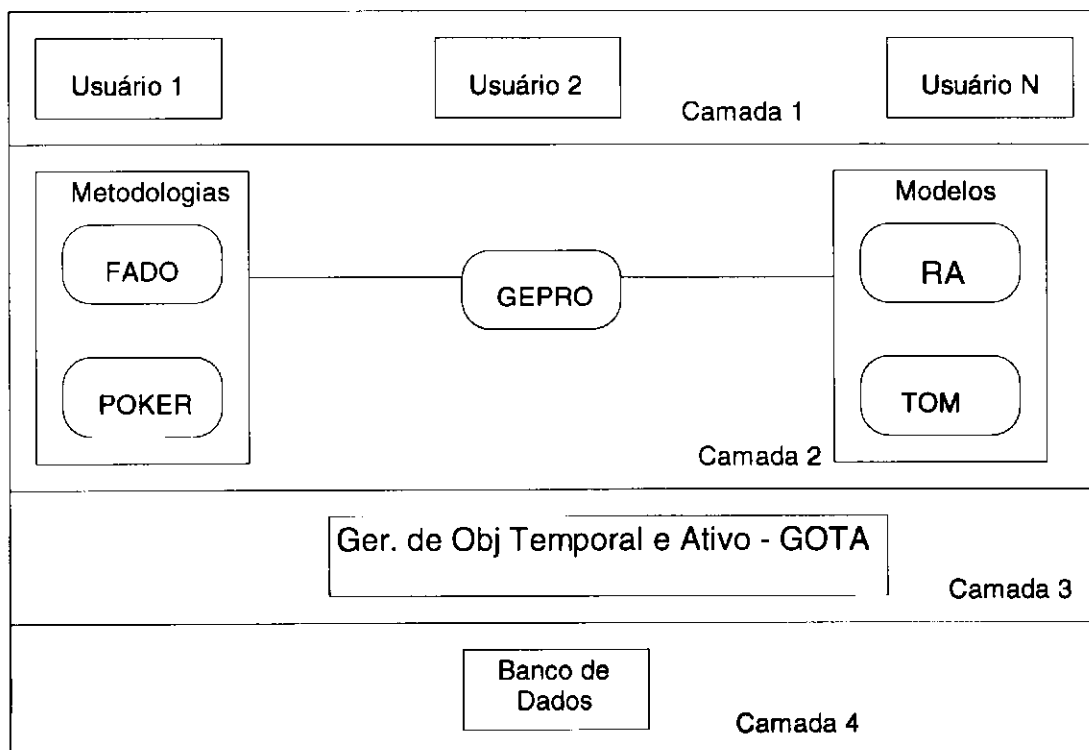 Usuário 1
Usuário 2
Usuário N
Camada 1
Metodologias
FADO
POKER
GEPRO
Modelos
RA
TOM
Camada 2
Ger. de Obj Temporal e Ativo - GOTA
Camada 3
Banco de
Dados
Camada 4